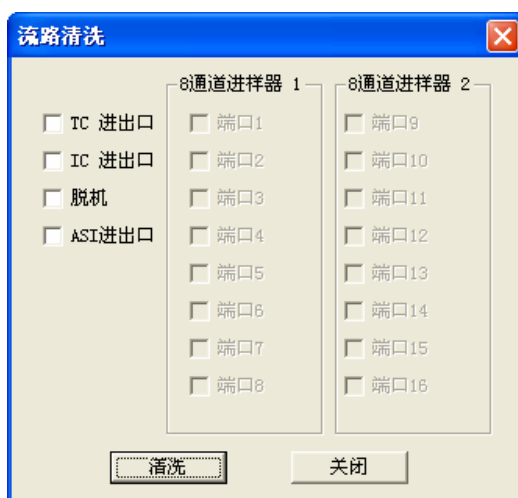 流路清洗
8通道进样器 1
8通道进样器 2
TC 进出口
端口1
端口9
IC 进出口
端口2
端口10
脱机
端口3
端口11
ASI进出口
端口4
端口12
端口5
端口13
端口6
端口14
端口7
端口15
端口8
端口16
清洗
关闭